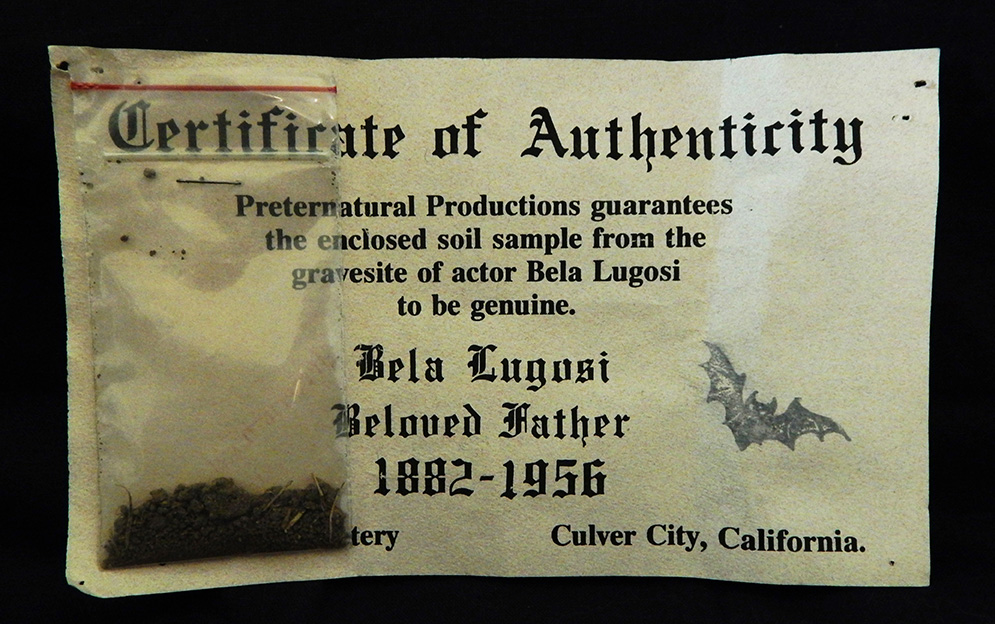 Certificate of Authenticity
Preternatural Productions guarantees
the enclosed soil sample from the
gravesite of actor Bela Lugosi
to be genuine.
Bela Lugosi
Beloved Father
1882-1956
tery Culver City, California.